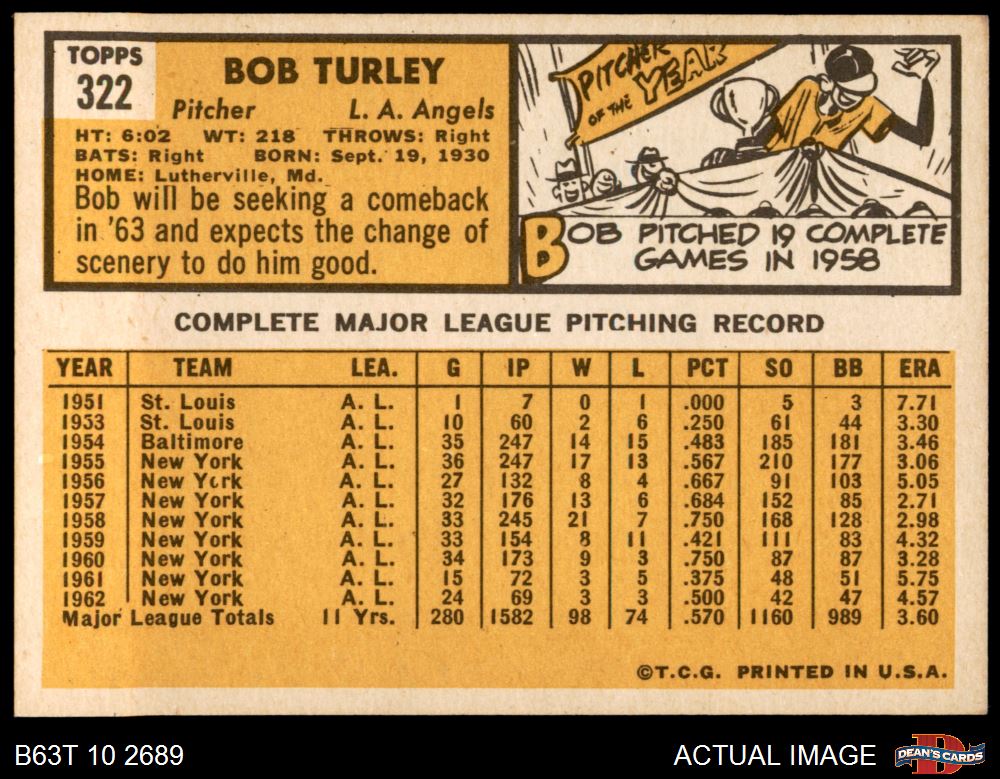 TOPPS
322
BOB TURLEY
Pitcher L. A. Angels
HT: 6:02 WT: 218 THROWS: Right
BATS: Right BORN: Sept. 19, 1930
HOME: Lutherville, Md.
Bob will be seeking a comeback
in '63 and expects the change of
scenery to do him good.
PITCHER
OF THE YEAR
BOB PITCHED 19 COMPLETE
GAMES IN 1958
COMPLETE MAJOR LEAGUE PITCHING RECORD
YEAR TEAM LEA. G IP W L PCT SO BB ERA
1951 St. Louis A. L. 1 7 0 1 .000 5 3 7.71
1953 St. Louis A. L. 10 60 2 6 .250 61 44 3.30
1954 Baltimore A. L. 35 247 14 15 .483 185 181 3.46
1955 New York A. L. 36 247 17 13 .567 210 177 3.06
1956 New York A. L. 27 132 8 4 .667 91 103 5.05
1957 New York A. L. 32 176 13 6 .684 152 85 2.71
1958 New York A. L. 33 245 21 7 .750 168 128 2.98
1959 New York A. L. 33 154 8 11 .421 111 83 4.32
1960 New York A. L. 34 173 9 3 .750 87 87 3.28
1961 New York A. L. 15 72 3 5 .375 48 51 5.75
1962 New York A. L. 24 69 3 3 .500 42 47 4.57
Major League Totals 11 Yrs. 280 1582 98 74 .570 1160 989 3.60
©T.C.G. PRINTED IN U.S.A.
B63T 10 2689 ACTUAL IMAGE DEAN'S CARDS